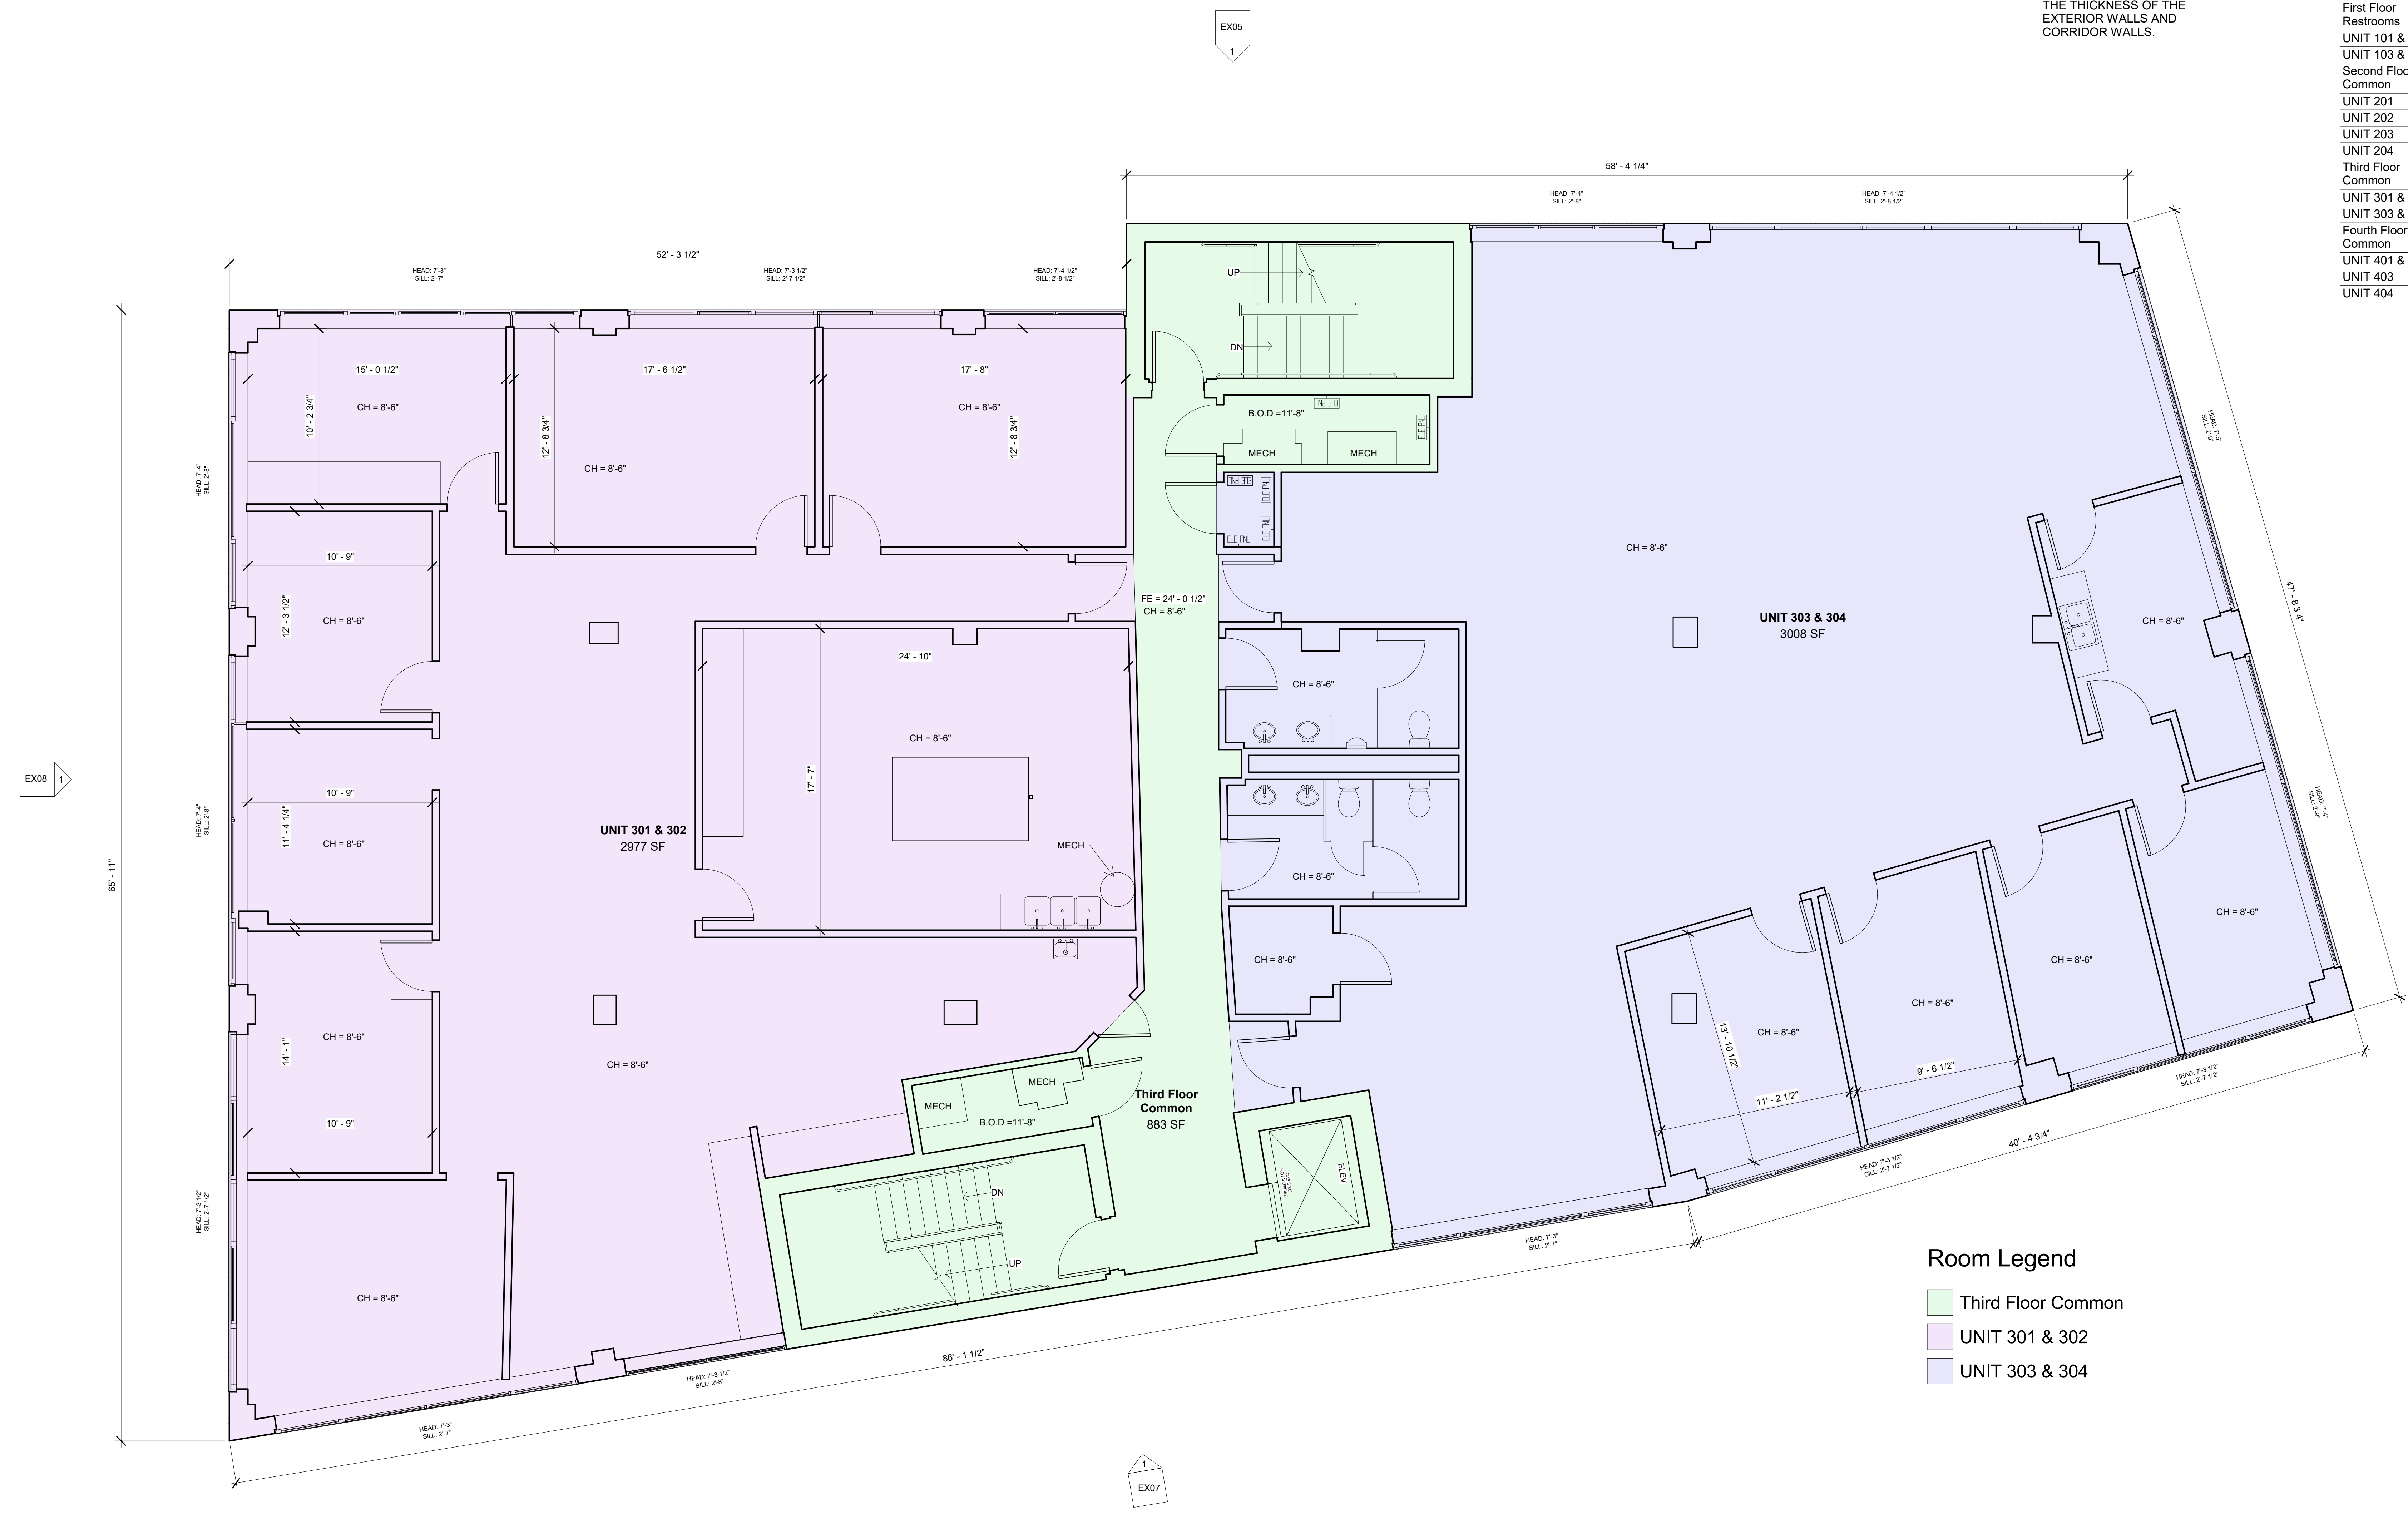 THE THICKNESS OF THE
EXTERIOR WALLS AND
CORRIDOR WALLS.
First Floor
Restrooms
UNIT 101 &
UNIT 103 &
Second Floo
Common
UNIT 201
UNIT 202
UNIT 203
UNIT 204
Third Floor
Common
UNIT 301 &
UNIT 303 &
Fourth Floor
Common
UNIT 401 &
UNIT 403
UNIT 404
EX05
1
58' - 4 1/4"
HEAD: 7'-4"
SILL: 2'-8"
HEAD: 7'-4 1/2"
SILL: 2'-8 1/2"
52' - 3 1/2"
HEAD: 7'-3"
SILL: 2'-7"
HEAD: 7'-3 1/2"
SILL: 2'-7 1/2"
HEAD: 7'-4 1/2"
SILL: 2'-8 1/2"
UP
DN
15' - 0 1/2"
17' - 6 1/2"
17' - 8"
10' - 2 3/4"
CH = 8'-6"
12' - 8 3/4"
CH = 8'-6"
CH = 8'-6"
12' - 8 3/4"
B.O.D =11'-8"
ELE PNL
ELE PNL
MECH
MECH
HEAD: 7'-5"
SILL: 2'-9"
HEAD: 7'-4"
SILL: 2'-8"
ELE PNL
ELE PNL
ELE PNL
ELE PNL
10' - 9"
12' - 3 1/2"
CH = 8'-6"
CH = 8'-6"
FE = 24' - 0 1/2"
CH = 8'-6"
UNIT 303 & 304
3008 SF
CH = 8'-6"
47' - 8 3/4"
24' - 10"
17' - 7"
CH = 8'-6"
CH = 8'-6"
EX08
1
HEAD: 7'-4"
SILL: 2'-8"
10' - 9"
11' - 4 1/4"
CH = 8'-6"
UNIT 301 & 302
2977 SF
MECH
CH = 8'-6"
HEAD: 7'-4"
SILL: 2'-9"
65' - 11"
CH = 8'-6"
CH = 8'-6"
CH = 8'-6"
CH = 8'-6"
CH = 8'-6"
13' - 10 1/2"
14' - 1"
CH = 8'-6"
CH = 8'-6"
10' - 9"
MECH
MECH
B.O.D =11'-8"
Third Floor
Common
883 SF
11' - 2 1/2"
9' - 6 1/2"
HEAD: 7'-3 1/2"
SILL: 2'-7 1/2"
40' - 4 3/4"
HEAD: 7'-3 1/2"
SILL: 2'-7 1/2"
ELEV
CAB SIZE
NOT VERIFIED
DN
UP
HEAD: 7'-3 1/2"
SILL: 2'-7 1/2"
HEAD: 7'-3"
SILL: 2'-7"
CH = 8'-6"
86' - 1 1/2"
HEAD: 7'-3 1/2"
SILL: 2'-8"
HEAD: 7'-3"
SILL: 2'-7"
Room Legend
Third Floor Common
UNIT 301 & 302
UNIT 303 & 304
1
EX07